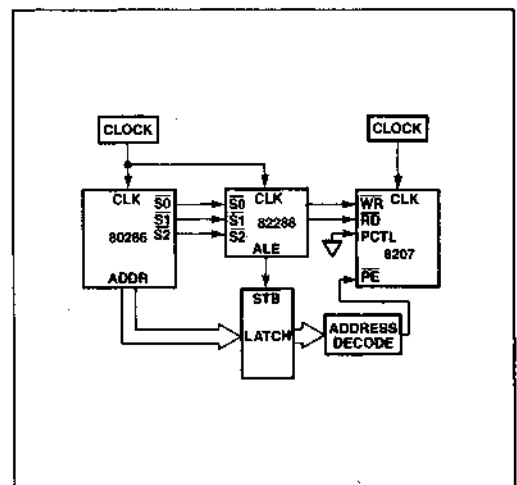 CLOCK
CLOCK
CLK
S0
S1
S2
80286
ADDR
CLK
S0
S1
S2
82288
ALE
WR
CLK
RD
PCTL
8207
PE
STB
LATCH
ADDRESS
DECODE